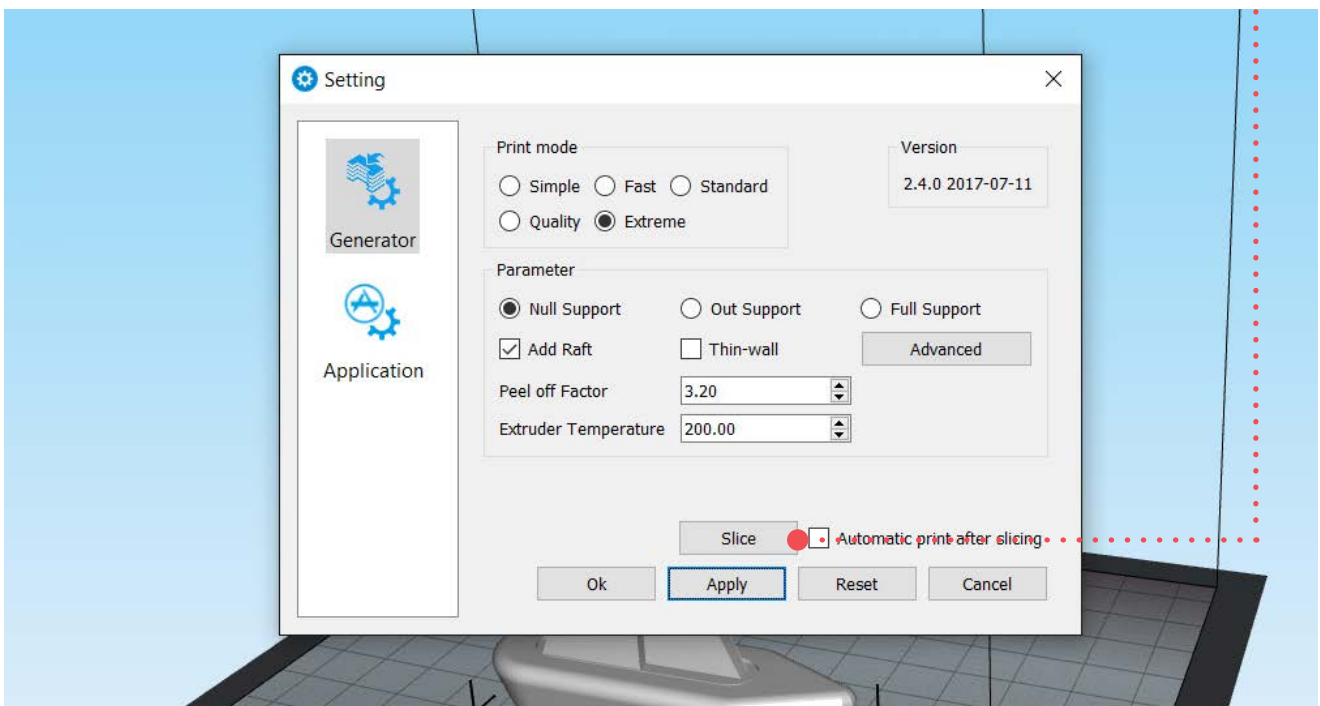 Setting
Generator
Application
Print mode
Simple Fast Standard
Quality Extreme
Version
2.4.0 2017-07-11
Parameter
Null Support Out Support Full Support
Add Raft Thin-wall Advanced
Peel off Factor 3.20
Extruder Temperature 200.00
Slice Automatic print after slicing
Ok Apply Reset Cancel